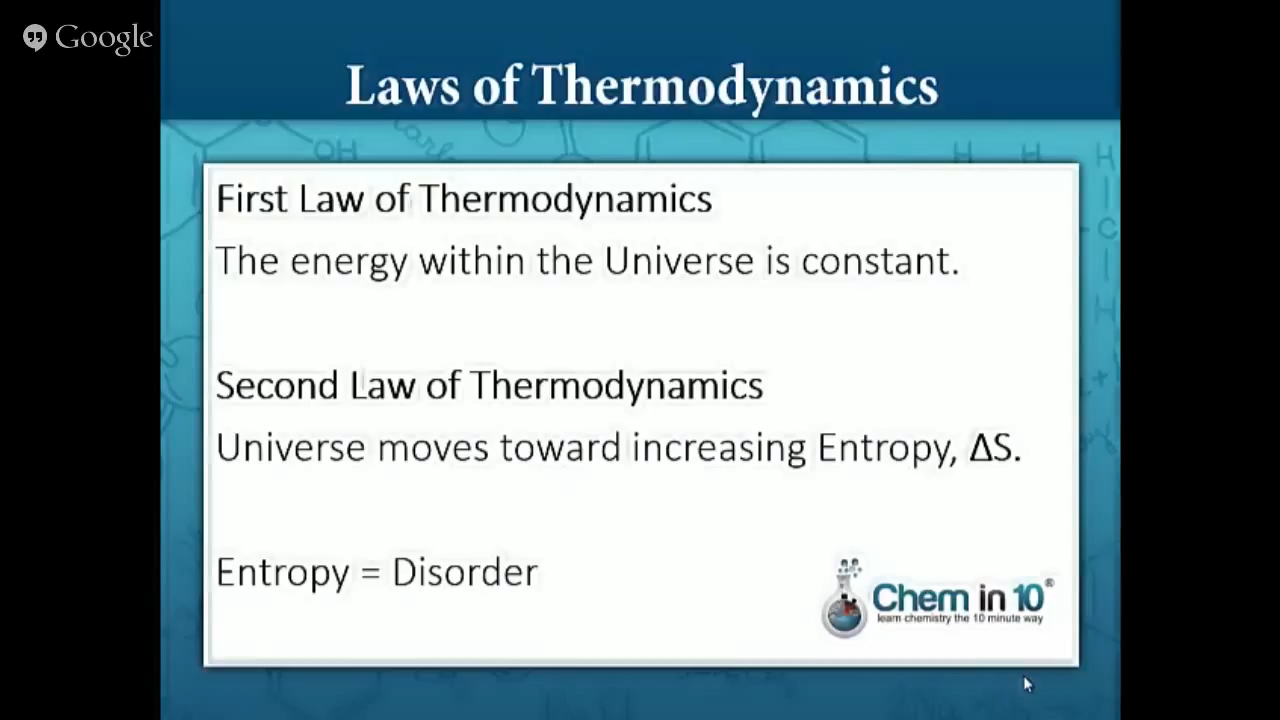 Google
Laws of Thermodynamics
OH
H H H
C
H
First Law of Thermodynamics
The energy within the Universe is constant.
Second Law of Thermodynamics
Universe moves toward increasing Entropy, ΔS.
Entropy = Disorder
Chem in 10®
learn chemistry the 10 minute way